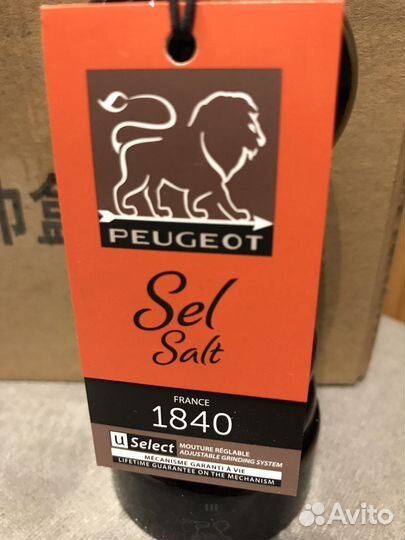 PEUGEOT
Sel
Salt
FRANCE
1840
u Select MOUTURE RÉGLABLE
ADJUSTABLE GRINDING SYSTEM
MÉCANISME GARANTI À VIE
LIFETIME GUARANTEE ON THE MECHANISM
Avito